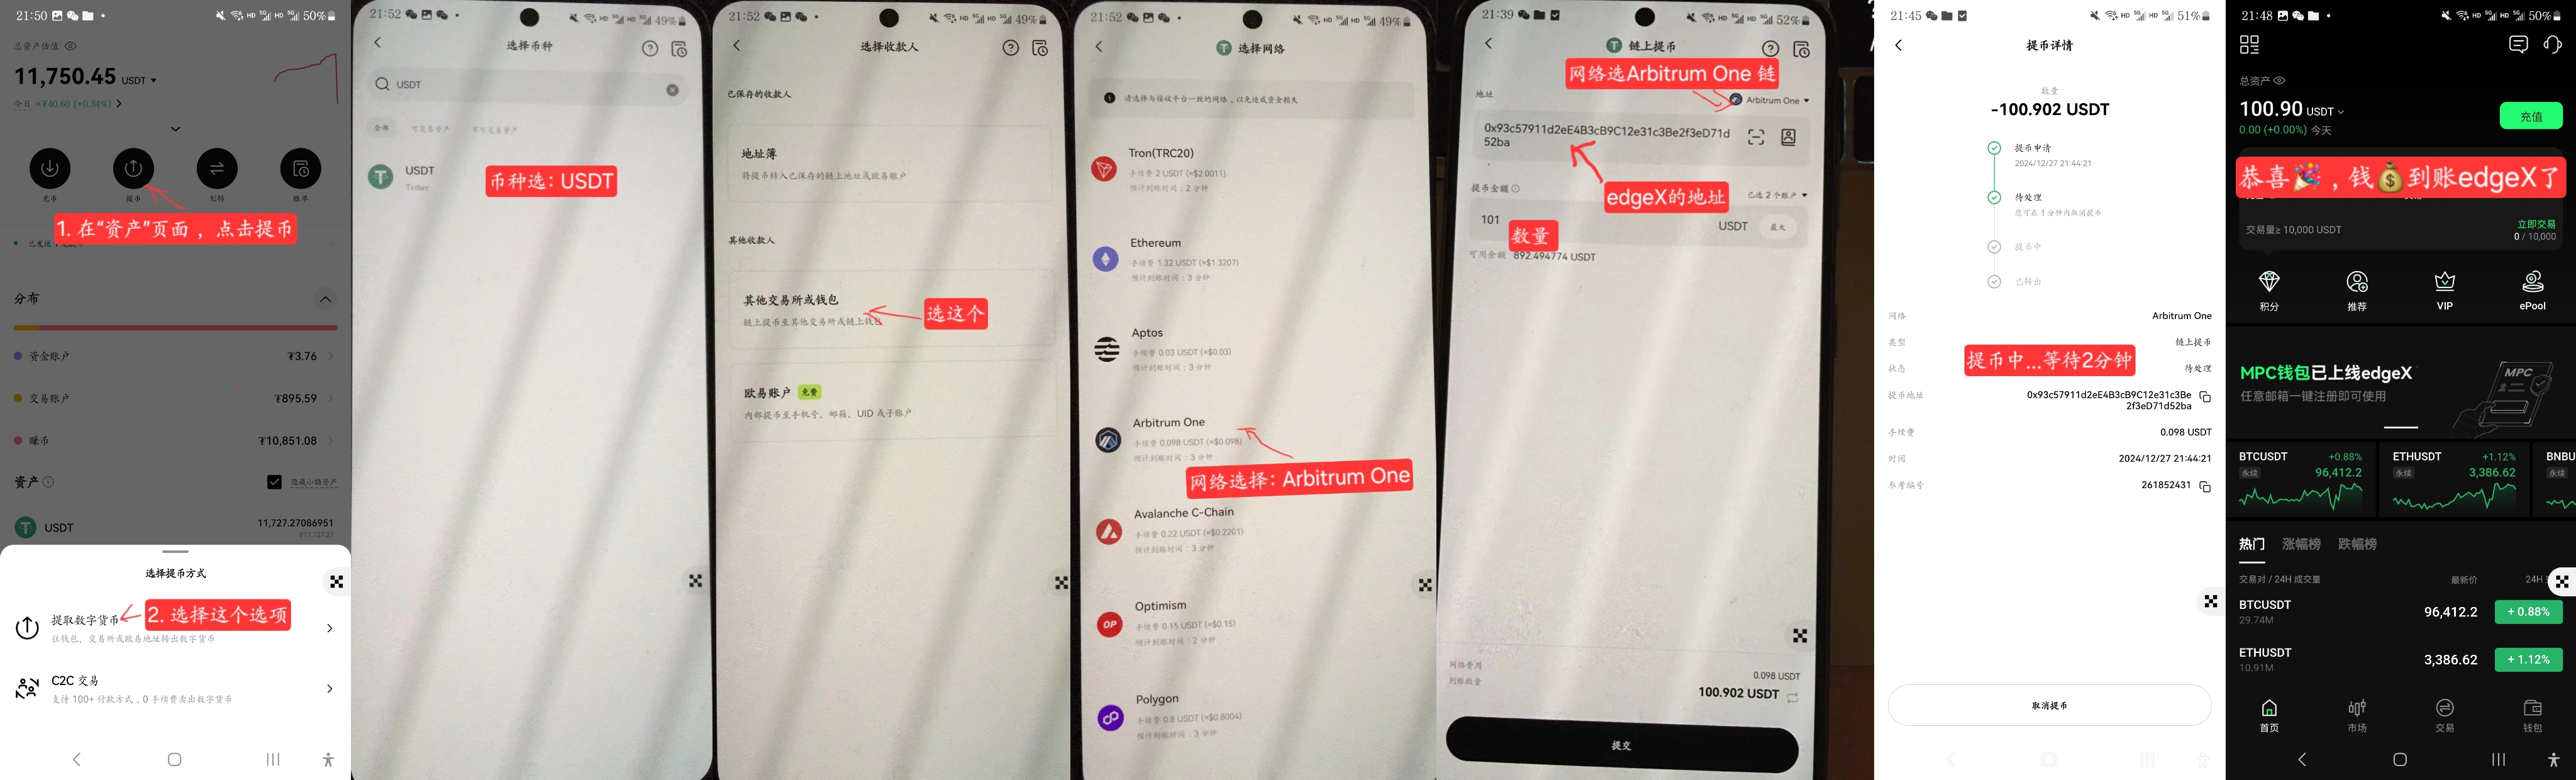 21:50
50%
总资产估值
11,750.45 USDT
今日 +¥40.60 (+0.34%)
充币
提币
划转
账单
1. 在“资产”页面，点击提币
分布
资金账户
₮3.76
交易账户
₮895.59
赚币
₮10,851.08
资产
隐藏小额资产
USDT
11,727.27086951
选择提币方式
提取数字货币
2. 选择这个选项
往钱包、交易所或欧易地址转出数字货币
C2C 交易
支持 100+ 付款方式，0 手续费卖出数字货币
21:52
49%
选择币种
USDT
全部
可交易资产
不可交易资产
USDT
Tether
币种选：USDT
21:52
49%
选择收款人
已保存的收款人
地址簿
将提币转入已保存的链上地址或欧易账户
其他收款人
其他交易所或钱包
链上提币至其他交易所或链上钱包
选这个
欧易账户 免费
内部提币至手机号、邮箱、UID 或子账户
21:52
49%
选择网络
请选择与接收平台一致的网络，以免造成资金损失
Tron(TRC20)
手续费 2 USDT (≈$2.0011)
预计到账时间：2 分钟
Ethereum
手续费 1.32 USDT (≈$1.3207)
预计到账时间：3 分钟
Aptos
手续费 0.03 USDT (≈$0.03)
预计到账时间：3 分钟
Arbitrum One
手续费 0.098 USDT (≈$0.098)
预计到账时间：3 分钟
网络选择: Arbitrum One
Avalanche C-Chain
手续费 0.22 USDT (≈$0.2201)
预计到账时间：3 分钟
Optimism
手续费 0.15 USDT (≈$0.15)
预计到账时间：2 分钟
Polygon
手续费 0.8 USDT (≈$0.8004)
预计到账时间：3 分钟
21:39
52%
链上提币
网络选Arbitrum One 链
地址
Arbitrum One
0x93c57911d2eE4B3cB9C12e31c3Be2f3eD71d
52ba
edgeX的地址
提币金额
已选 2 个账户
101
USDT
最大
数量
可用余额 892.494774 USDT
网络费用
0.098 USDT
到账数量
100.902 USDT
提交
21:45
51%
提币详情
数量
-100.902 USDT
提币申请
2024/12/27 21:44:21
待处理
您可在 1 分钟内取消提币
提币中
已转出
网络
Arbitrum One
类型
链上提币
提币中...等待2分钟
状态
待处理
提币地址
0x93c57911d2eE4B3cB9C12e31c3Be
2f3eD71d52ba
手续费
0.098 USDT
时间
2024/12/27 21:44:21
参考编号
261852431
取消提币
21:48
50%
总资产
100.90 USDT
充值
0.00 (+0.00%) 今天
恭喜🎉，钱💰到账edgeX了
交易量≥ 10,000 USDT
立即交易
0 / 10,000
积分
推荐
VIP
ePool
MPC钱包已上线edgeX
任意邮箱一键注册即可使用
MPC
BTCUSDT
+0.88%
永续
96,412.2
ETHUSDT
+1.12%
永续
3,386.62
BNBU
永续
热门
涨幅榜
跌幅榜
交易对 / 24H 成交量
最新价
24H
BTCUSDT
29.74M
96,412.2
+ 0.88%
ETHUSDT
10.91M
3,386.62
+ 1.12%
首页
市场
交易
钱包